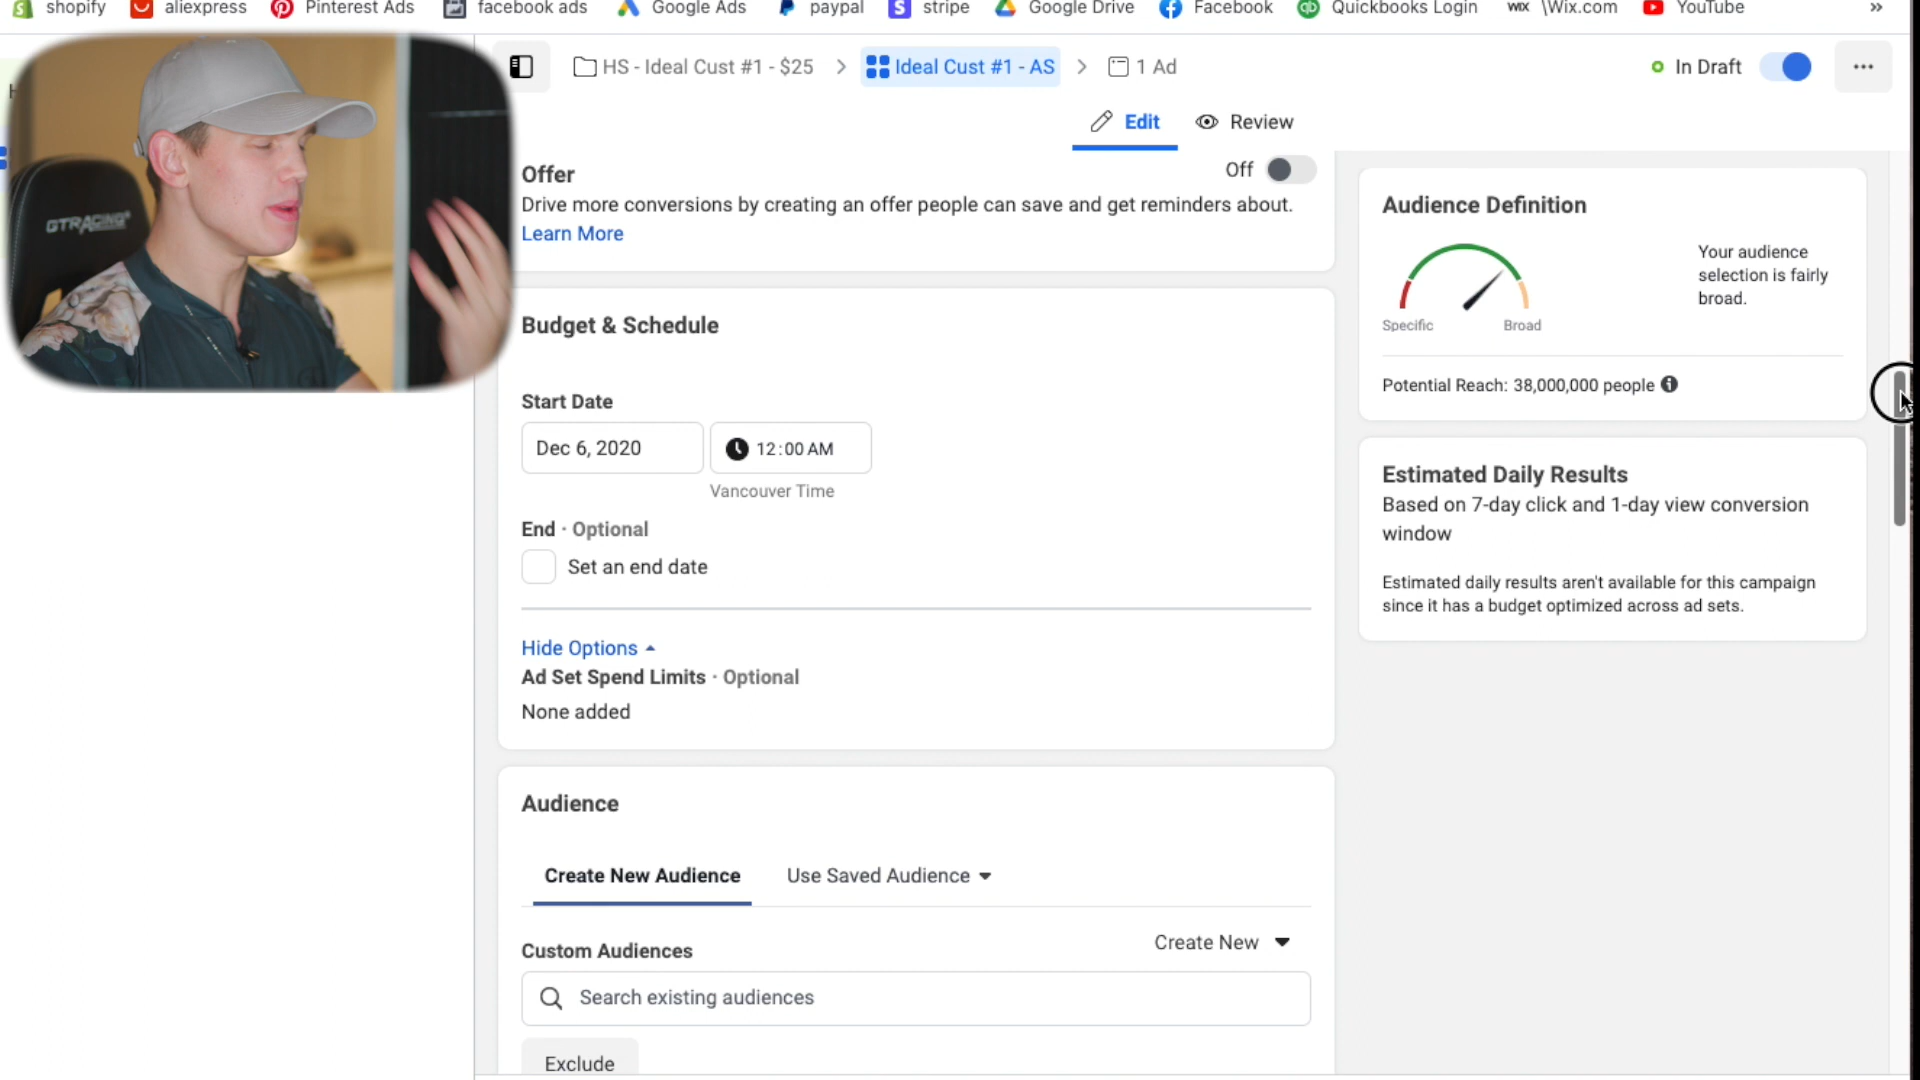 shopify aliexpress Pinterest Ads facebook ads Google Ads paypal stripe Google Drive Facebook Quickbooks Login WIX \Wix.com YouTube »
HS - Ideal Cust #1 - $25 > Ideal Cust #1 - AS > 1 Ad
In Draft
Edit Review
GTRACING
Offer
Off
Drive more conversions by creating an offer people can save and get reminders about.
Learn More
Budget & Schedule
Start Date
Dec 6, 2020 12:00 AM
Vancouver Time
End · Optional
Set an end date
Hide Options
Ad Set Spend Limits · Optional
None added
Audience
Create New Audience Use Saved Audience
Custom Audiences Create New
Search existing audiences
Exclude
Audience Definition
Your audience
selection is fairly
broad.
Specific Broad
Potential Reach: 38,000,000 people
Estimated Daily Results
Based on 7-day click and 1-day view conversion
window
Estimated daily results aren't available for this campaign
since it has a budget optimized across ad sets.